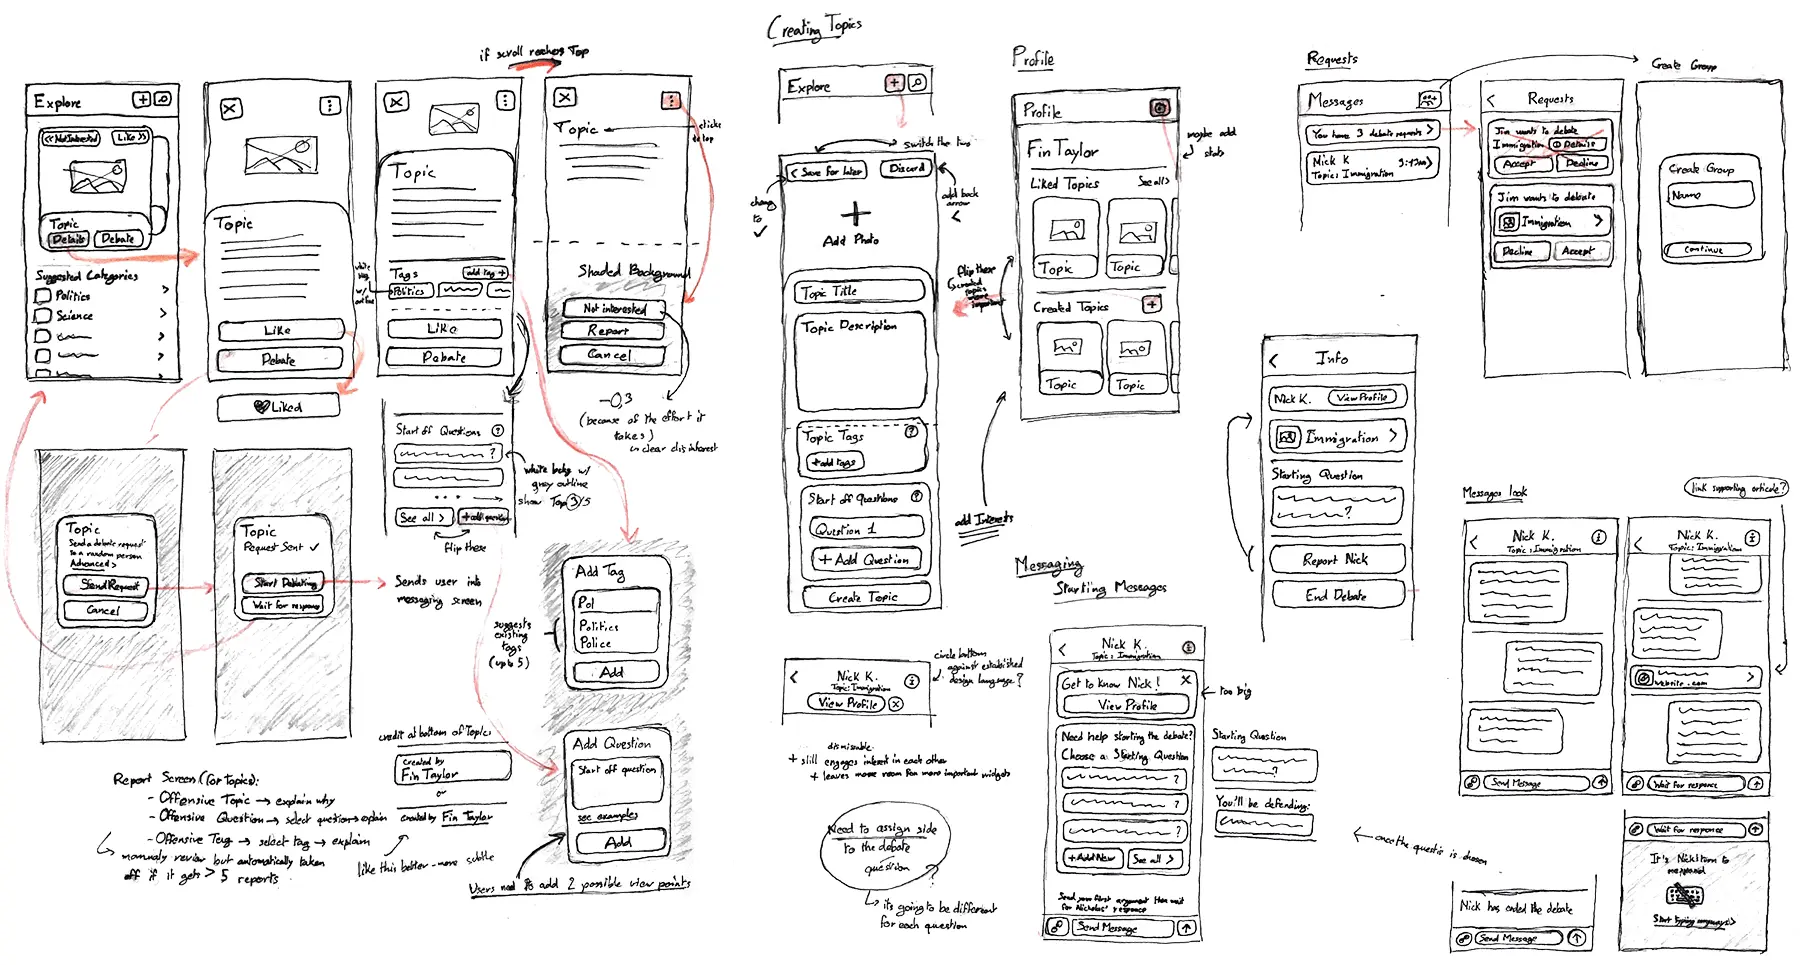 if scroll reaches Top
Explore
<< Not Interested
Like >>
Topic
Details
Debate
Suggested Categories
Politics
Science
Topic
Like
Debate
Liked
Topic
Tags
add tag +
Politics
white bg w/ outline
Like
Debate
Topic
clicks to top
Shaded Background
Not interested
Report
Cancel
-0,3
(because of the effort it
takes)
clear disinterest
Start off Questions ?
?
white bckg w/
grey outline
show Top 3/5
See all >
+ add question
flip these
Topic
Send a debate request
to a random person
Advanced >
Send Request
Cancel
Topic
Request Sent ✓
Start Debating
Wait for response
Sends user into
messaging screen
Add Tag
Pol
Politics
Police
Add
suggests
existing
tags
(up to 5)
Add Question
Start off question
see examples
Add
Users need to add 2 possible view points
credit at bottom of Topics
created by
Fin Taylor
or
created by Fin Taylor
like this better - more subtle
Report Screen (for topics):
- Offensive Topic → explain why
- Offensive Question → select question → explain
- Offensive Tag → select tag → explain
manualy review but automatically taken
off if it gets > 5 reports
Creating Topics
Explore
switch the two
< Save for later
Discard
change
to
✓
add back
arrow
<
+
Add Photo
Topic Title
Topic Description
Topic Tags ?
+ add tags
Start off Questions ?
Question 1
+ Add Question
Create Topic
flip these
created
topics
more
important
Profile
Profile
maybe add
stats
Fin Taylor
Liked Topics
See all >
Topic
Topic
Created Topics
+
Topic
Topic
add Interests
Messaging
Starting Messages
Nick K.
Topic: Immigration
View Profile
circle bottom
against established
design language?
dismissable
+ still engages interest in each other
+ leaves more room for more important widgets
Need to assign side
to the debate
question
?
its going to be different
for each question
Nick K.
Topic: Immigration
Get to know Nick!
View Profile
too big
Need help starting the debate?
Choose a Starting Question
?
?
?
+ Add New
See all >
Send your first argument then wait
for Nicholas' response
Send Message
Starting Question
?
You'll be defending:
once the questio is chosen
Requests
Messages
You have 3 debate requests >
Nick K
Topic: Immigration
Create Group
Requests
Jim wants to debate
Immigration
Details
Accept
Decline
Jim wants to debate
Immigration
Decline
Accept
Create Group
Name
Continue
Info
Nick K.
View Profile
Immigration
Starting Question
?
Report Nick
End Debate
Messages look
link supporting articale?
Nick K.
Topic: Immigration
Send Message
Nick K.
Topic: Immigration
website.com
Wait for responce
Nick has ended the debate
Send Message
Wait for responce
It's Nick turn to
respond
Start typing anyways >